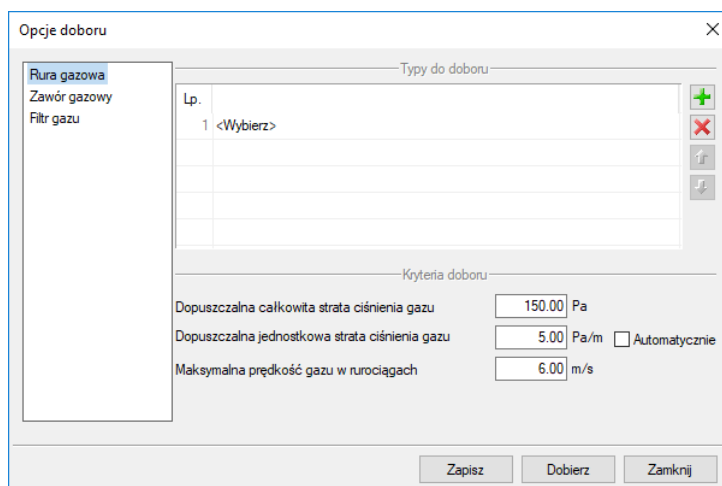 Opcje doboru
Rura gazowa
Zawór gazowy
Filtr gazu
Typy do doboru
Lp.
1 <Wybierz>
Kryteria doboru
Dopuszczalna całkowita strata ciśnienia gazu 150.00 Pa
Dopuszczalna jednostkowa strata ciśnienia gazu 5.00 Pa/m Automatycznie
Maksymalna prędkość gazu w rurociągach 6.00 m/s
Zapisz Dobierz Zamknij